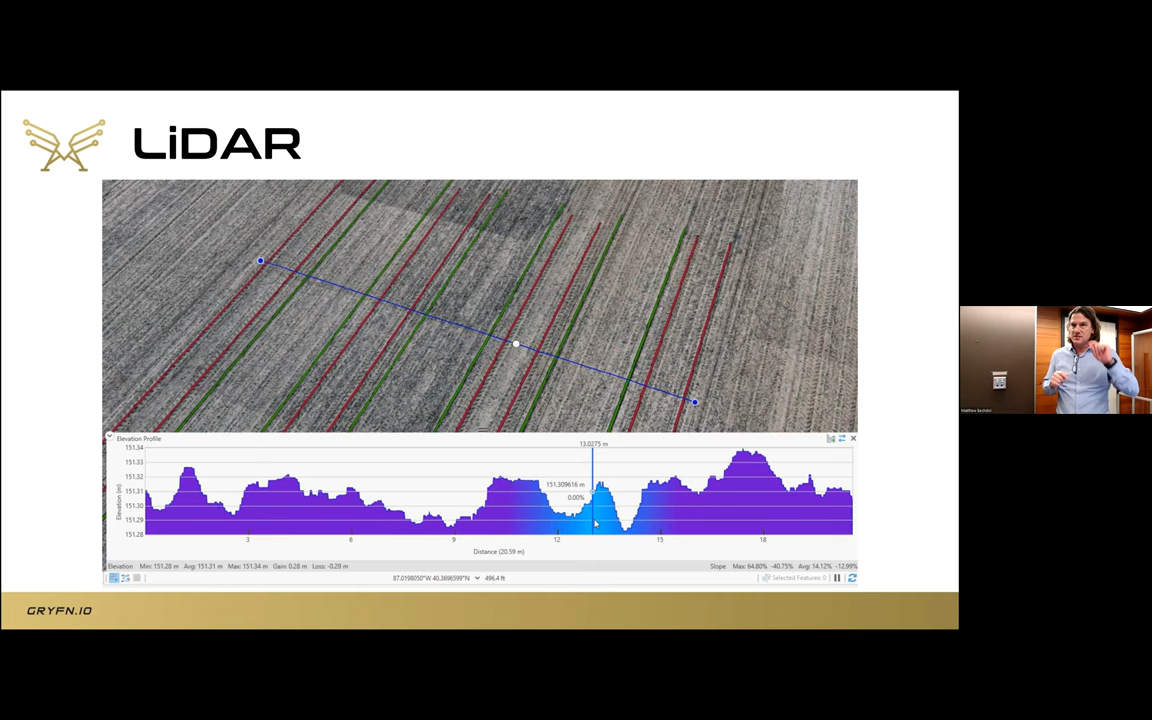 LiDAR
Elevation Profile
13.0275 m
151.34
151.33
151.32
151.31
151.30
151.29
151.28
Elevation (m)
151.309616 m
0.00%
3
6
9
12
15
18
Distance (20.59 m)
Elevation Min: 151.28 m Avg: 151.31 m Max: 151.34 m Gain: 0.28 m Loss: -0.29 m
Slope Max: 64.80% -40.75% Avg: 14.12% -12.99%
87.0198050°W 40.3696599°N 496.4 ft
Selected Features: 0
GRYFN.IO